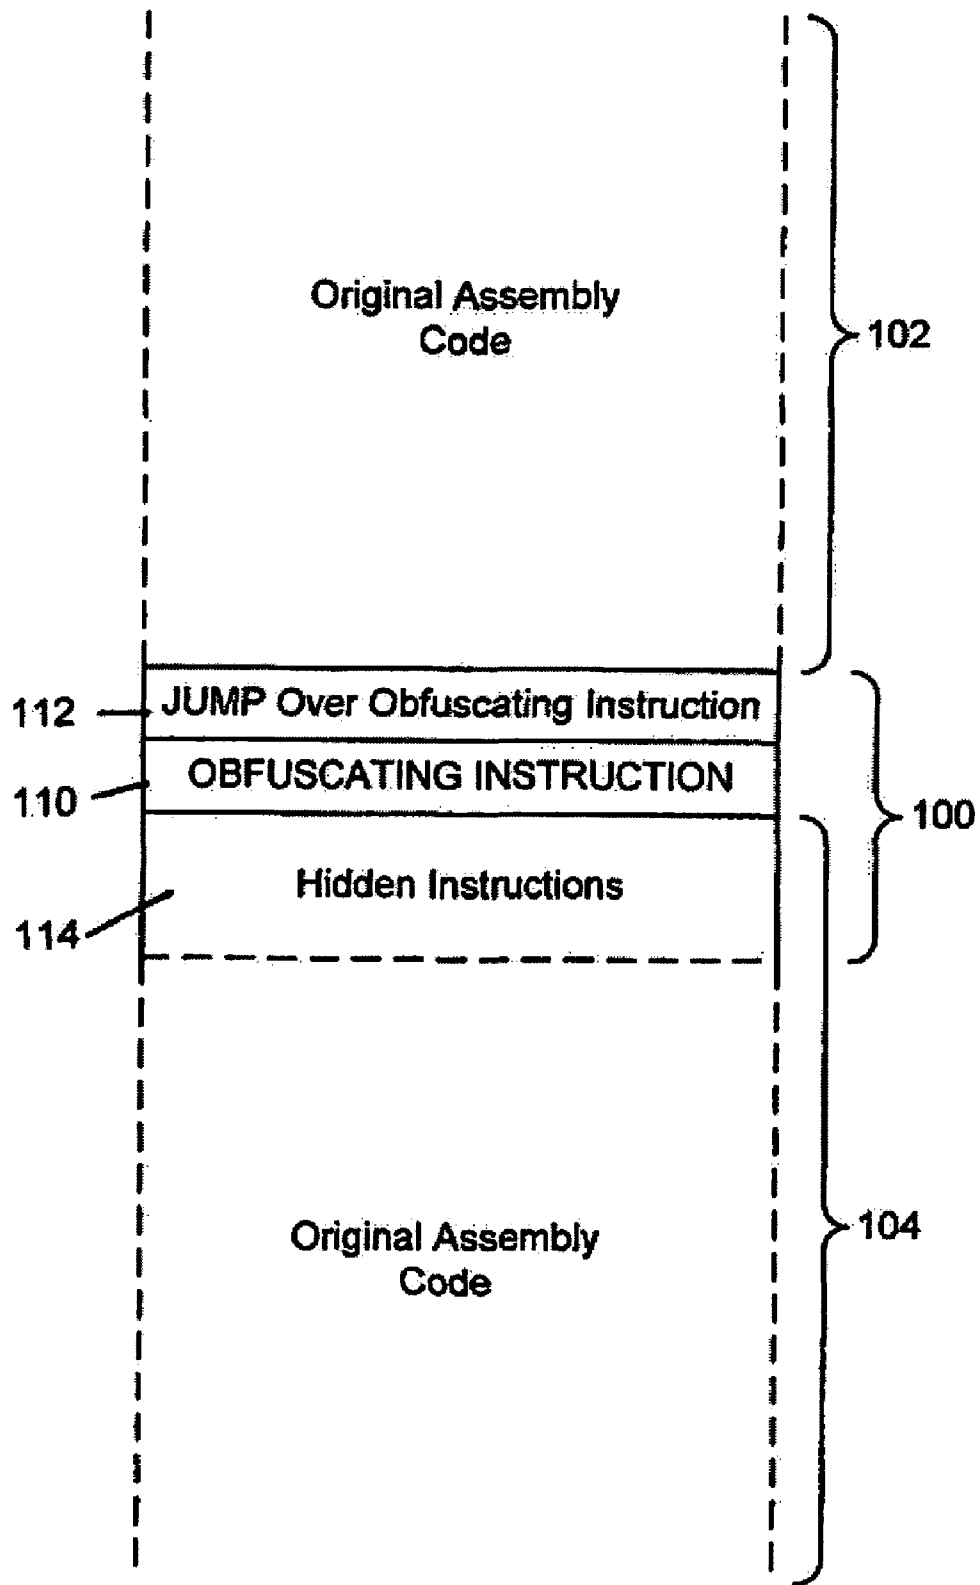 Original Assembly
Code
102
112
JUMP Over Obfuscating Instruction
110
OBFUSCATING INSTRUCTION
100
Hidden Instructions
114
Original Assembly
Code
104